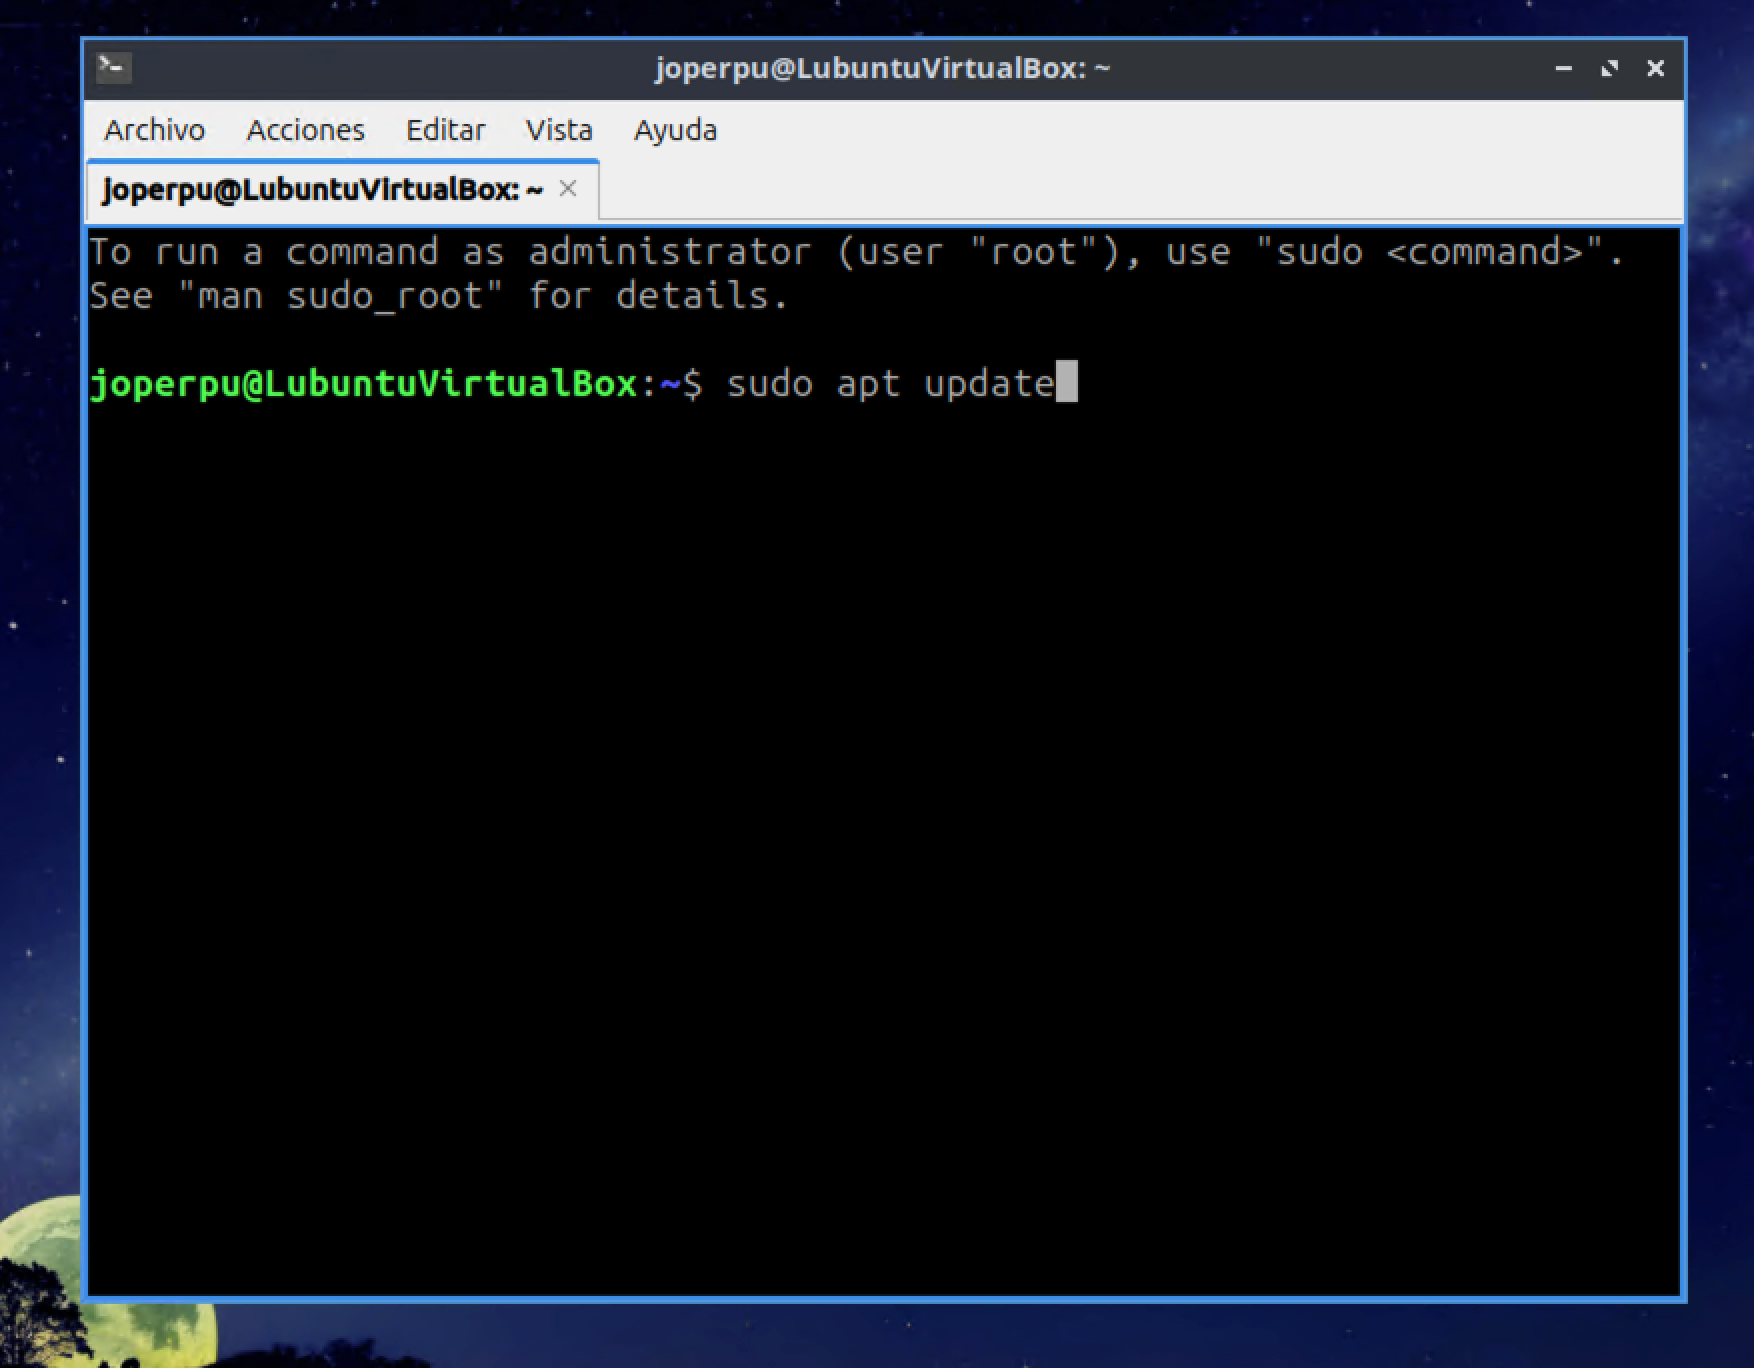 joperpu@LubuntuVirtualBox: ~
Archivo Acciones Editar Vista Ayuda
joperpu@LubuntuVirtualBox: ~
To run a command as administrator (user "root"), use "sudo <command>".
See "man sudo_root" for details.
joperpu@LubuntuVirtualBox:~$ sudo apt update